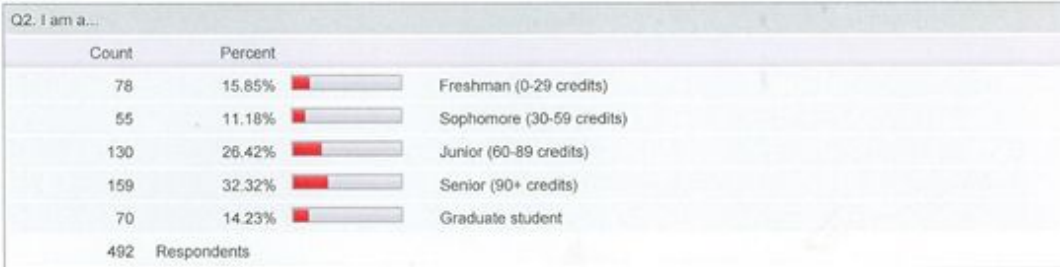 Q2. I am a...
Count Percent
78 15.85% Freshman (0-29 credits)
55 11.18% Sophomore (30-59 credits)
130 26.42% Junior (60-89 credits)
159 32.32% Senior (90+ credits)
70 14.23% Graduate student
492 Respondents